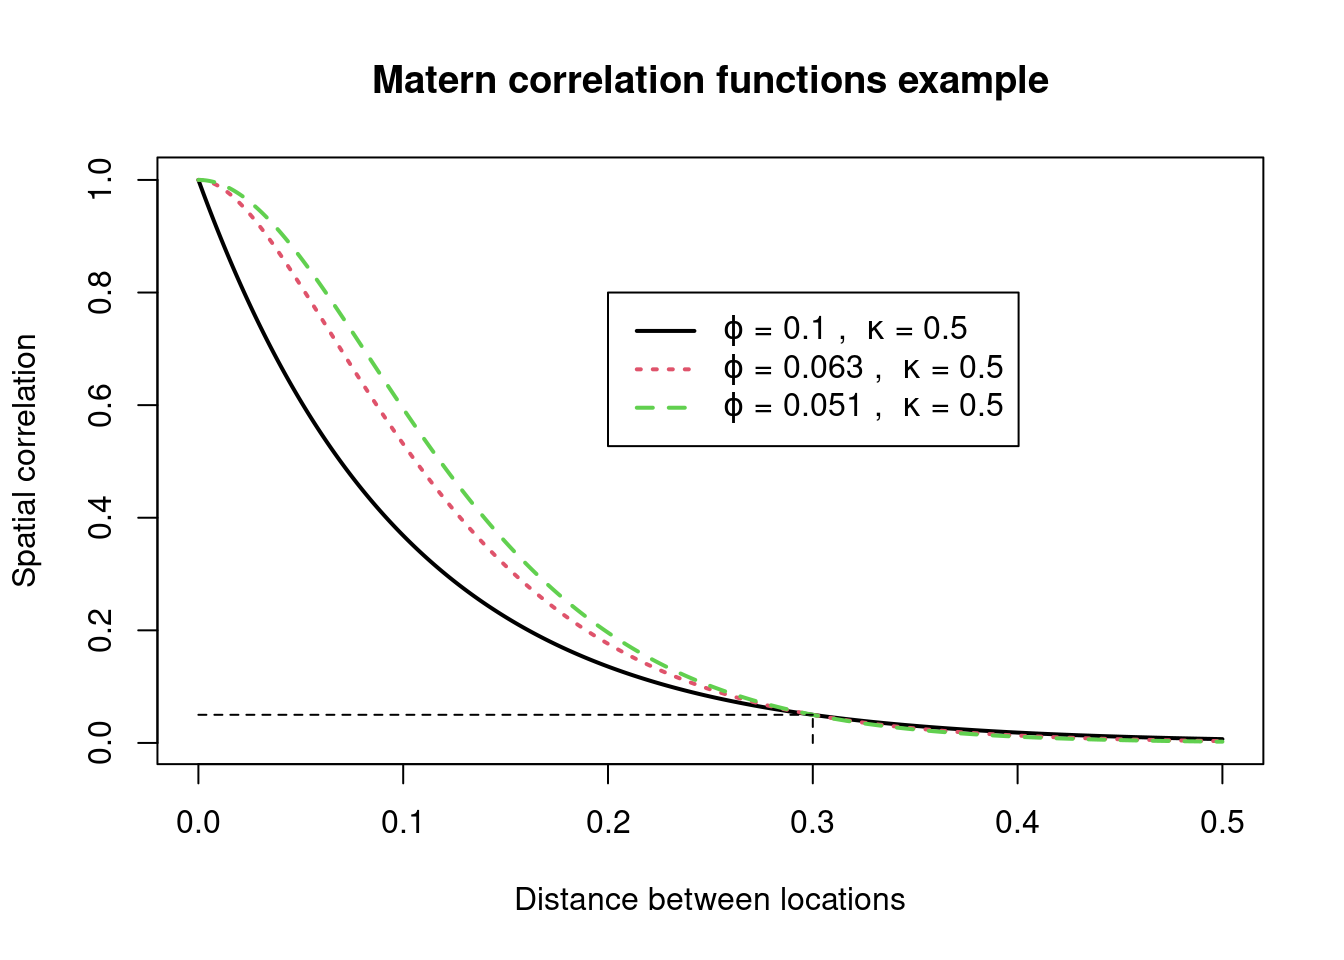 Matern correlation functions example
Spatial correlation
1.0
0.8
0.6
0.4
0.2
0.0
ϕ = 0.1 ,  κ = 0.5
ϕ = 0.063 ,  κ = 0.5
ϕ = 0.051 ,  κ = 0.5
0.0 0.1 0.2 0.3 0.4 0.5
Distance between locations